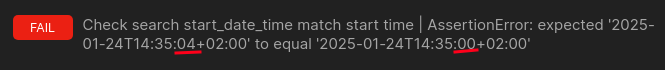 FAIL
Check search start_date_time match start time | AssertionError: expected '2025-
01-24T14:35:04+02:00' to equal '2025-01-24T14:35:00+02:00'